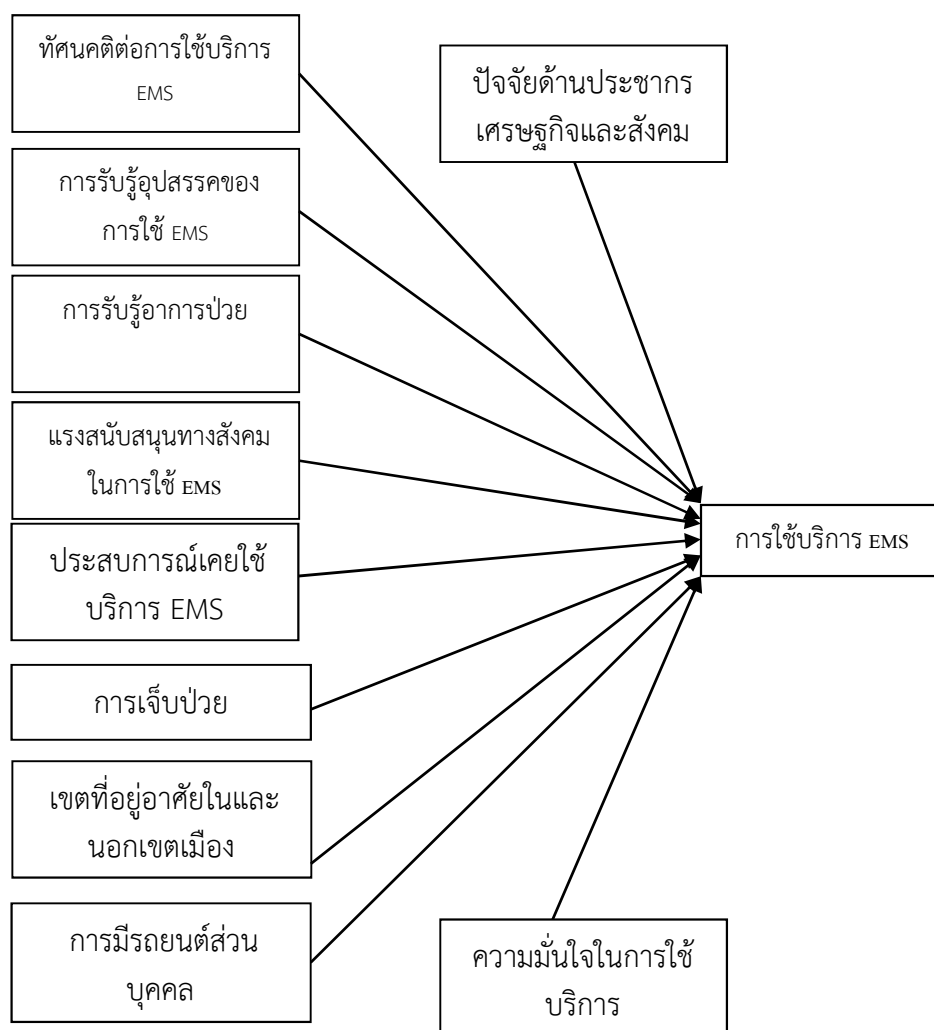 ทัศนคติต่อการใช้บริการ
EMS
ปัจจัยด้านประชากร
เศรษฐกิจและสังคม
การรับรู้อุปสรรคของ
การใช้ EMS
การรับรู้อาการป่วย
แรงสนับสนุนทางสังคม
ในการใช้ EMS
ประสบการณ์เคยใช้
บริการ EMS
การใช้บริการ EMS
การเจ็บป่วย
เขตที่อยู่อาศัยในและ
นอกเขตเมือง
การมีรถยนต์ส่วน
บุคคล
ความมั่นใจในการใช้
บริการ